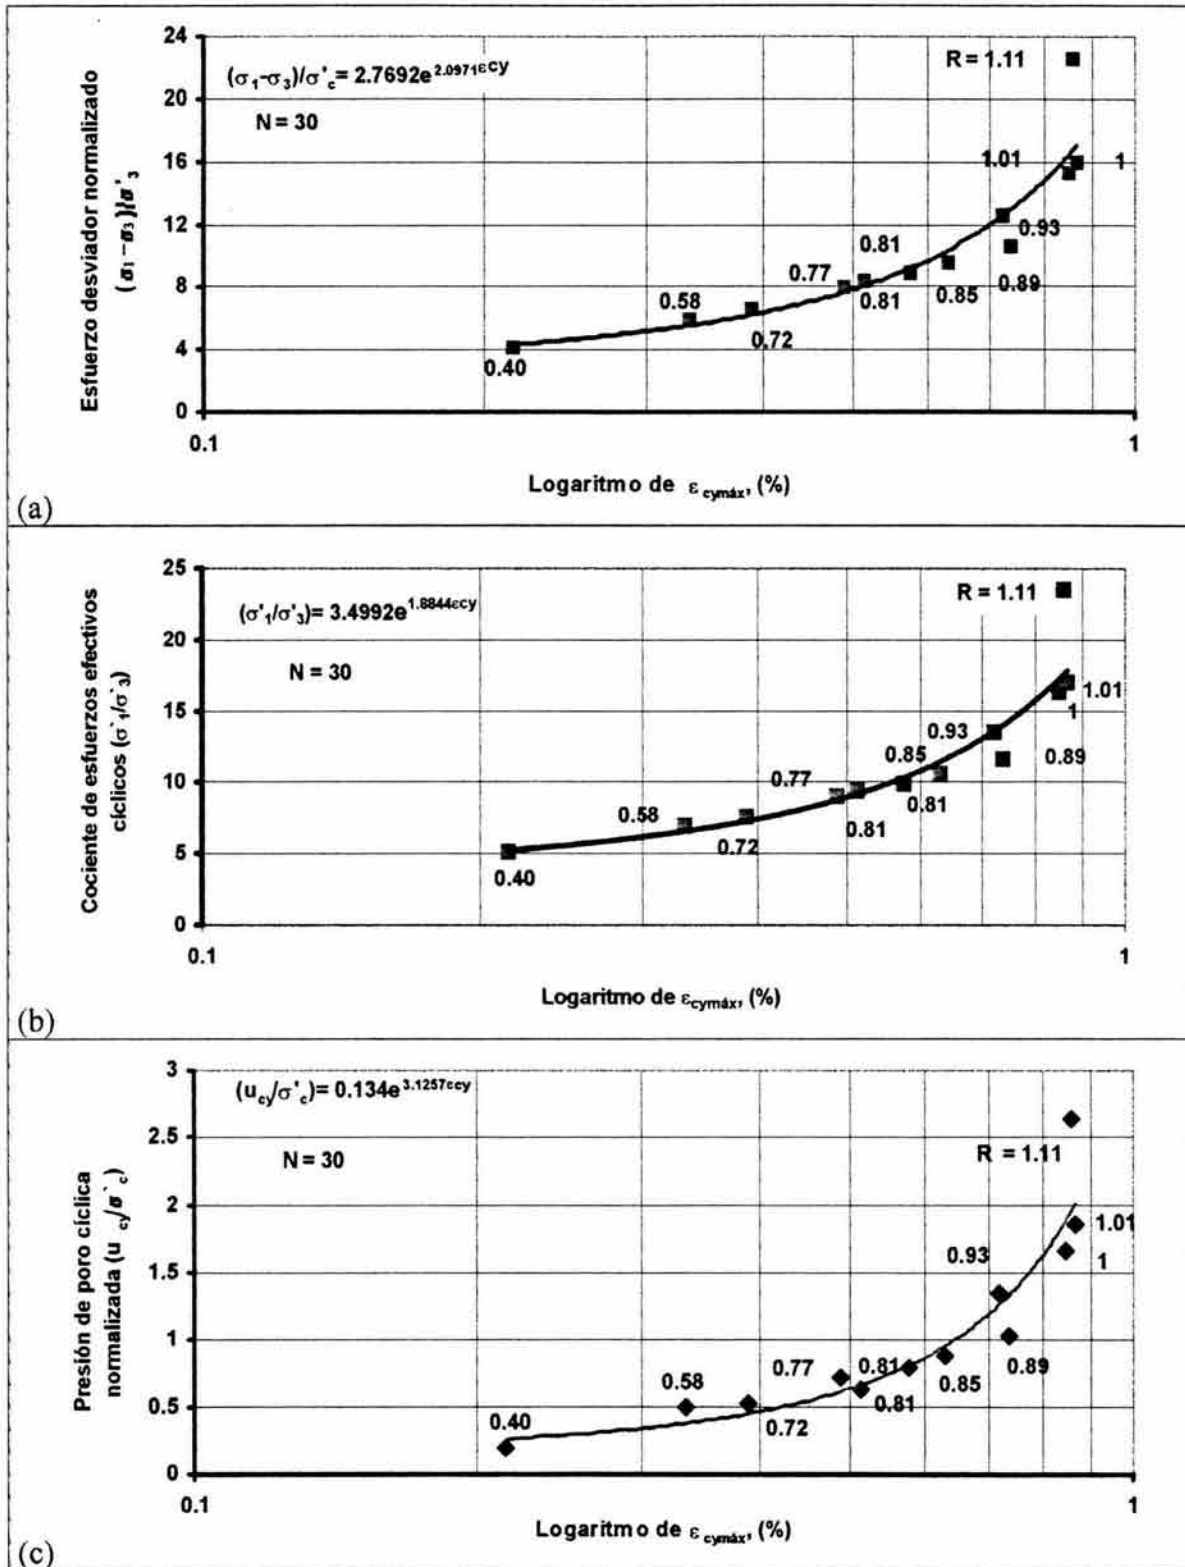 24
20
16
12
8
4
0
Esfuerzo desviador normalizado
(σ1-σ3)/σ'3
(σ1-σ3)/σ'c= 2.7692e2.0971εcy
N = 30
R = 1.11
1.01
1
0.93
0.81
0.89
0.77
0.81
0.85
0.58
0.72
0.40
0.1
1
Logaritmo de εcymáx, (%)
(a)
25
20
15
10
5
0
Cociente de esfuerzos efectivos
cíclicos (σ`1/σ`3)
(σ'1/σ'3) = 3.4992e1.8844εcy
N = 30
R = 1.11
1.01
1
0.93
0.85
0.89
0.77
0.81
0.58
0.81
0.72
0.40
0.1
1
Logaritmo de εcymáx, (%)
(b)
3
2.5
2
1.5
1
0.5
0
Presión de poro cíclica
normalizada (u cy/σ`c)
(ucy/σ'c)= 0.134e3.1257εcy
N = 30
R = 1.11
1.01
0.93
1
0.77
0.81
0.89
0.58
0.85
0.81
0.40
0.72
0.1
1
Logaritmo de εcymáx, (%)
(c)